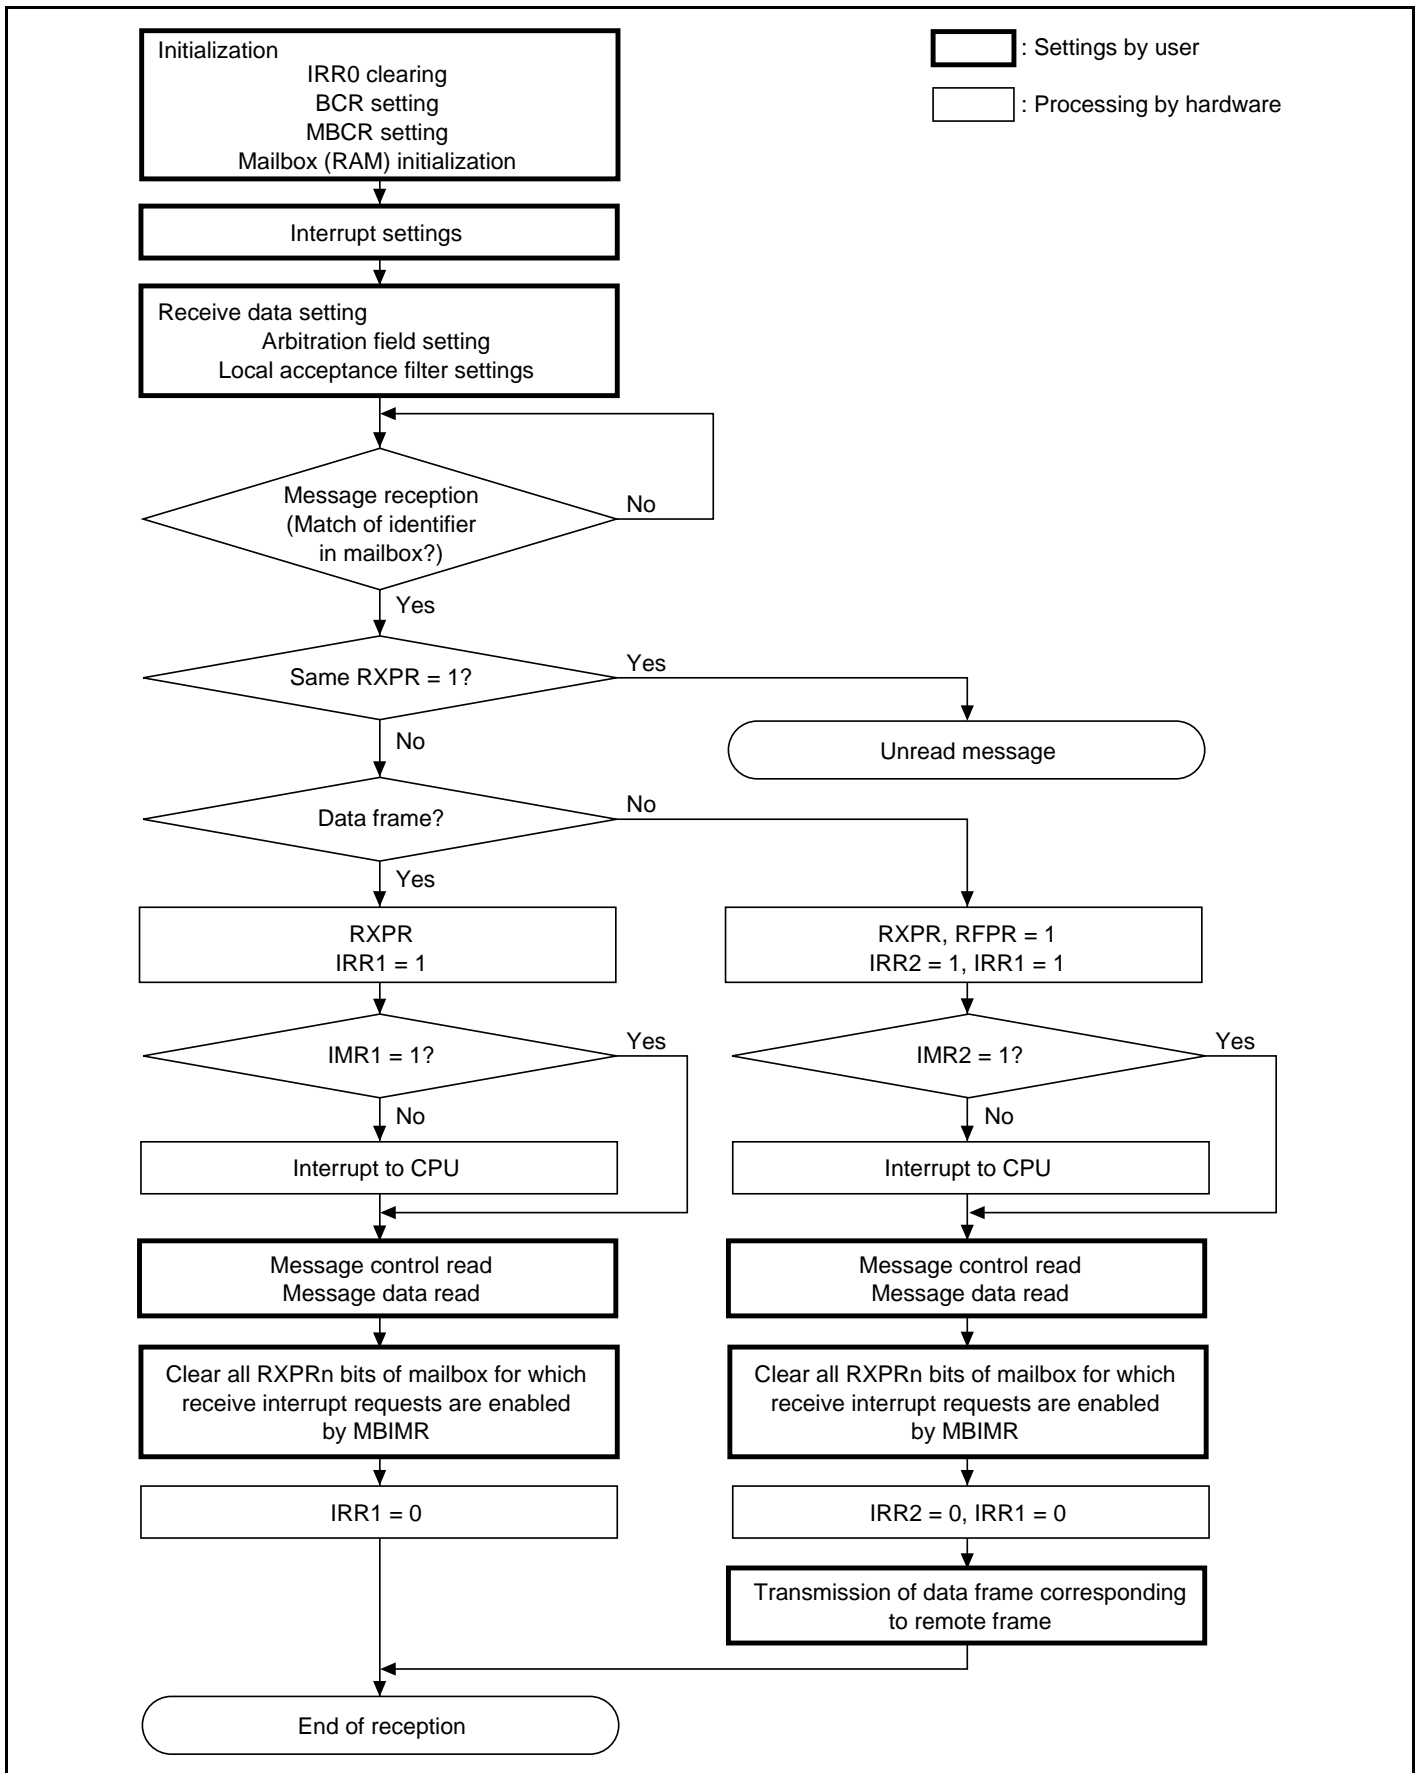 Initialization
IRR0 clearing
BCR setting
MBCR setting
Mailbox (RAM) initialization
: Settings by user
: Processing by hardware
Interrupt settings
Receive data setting
Arbitration field setting
Local acceptance filter settings
Message reception
(Match of identifier
in mailbox?)
No
Yes
Same RXPR = 1?
Yes
No
Unread message
Data frame?
No
Yes
RXPR
IRR1 = 1
RXPR, RFPR = 1
IRR2 = 1, IRR1 = 1
IMR1 = 1?
Yes
No
IMR2 = 1?
Yes
No
Interrupt to CPU
Interrupt to CPU
Message control read
Message data read
Message control read
Message data read
Clear all RXPRn bits of mailbox for which
receive interrupt requests are enabled
by MBIMR
Clear all RXPRn bits of mailbox for which
receive interrupt requests are enabled
by MBIMR
IRR1 = 0
IRR2 = 0, IRR1 = 0
Transmission of data frame corresponding
to remote frame
End of reception